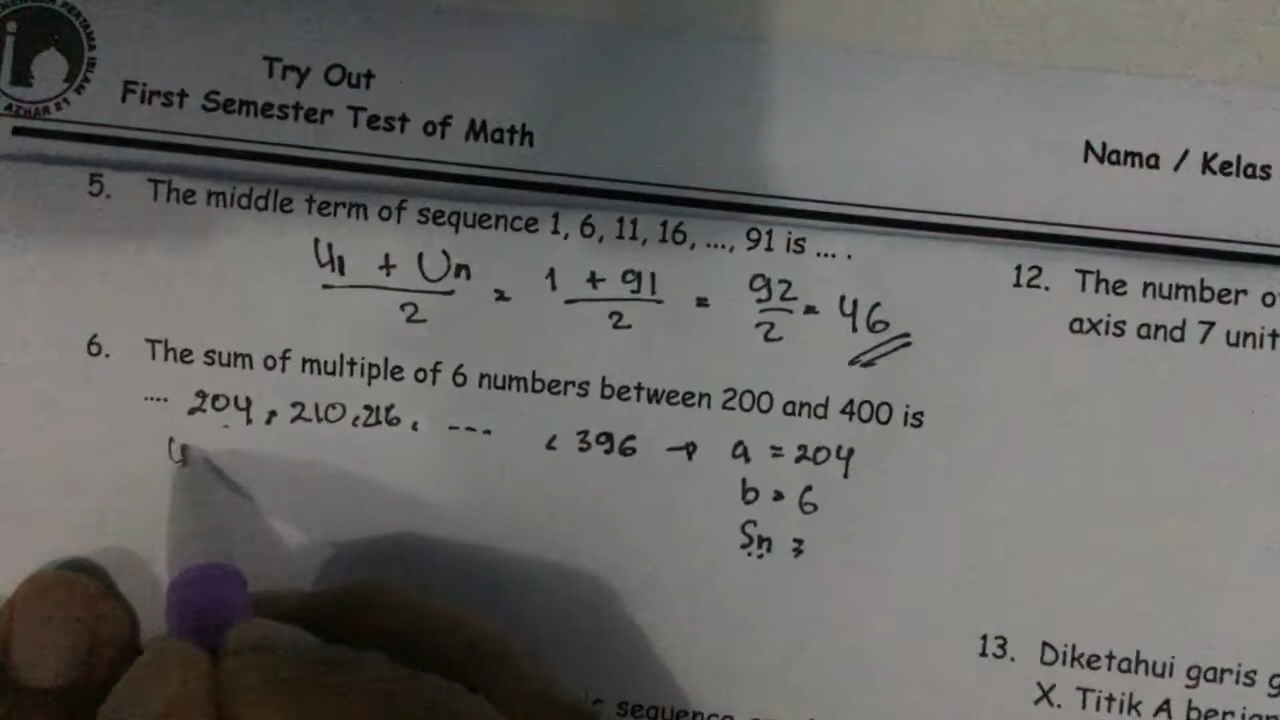 AZHAR 21
Try Out
First Semester Test of Math
Nama / Kelas
5. The middle term of sequence 1, 6, 11, 16, ..., 91 is ... .
U1 + Un / 2 = 1 + 91 / 2 = 92 / 2 = 46
6. The sum of multiple of 6 numbers between 200 and 400 is
.... 204, 210, 216, ---- , 396 → a = 204
b = 6
Sn =
U
sequence
12. The number
axis and 7 unit
13. Diketahui garis g
X. Titik A